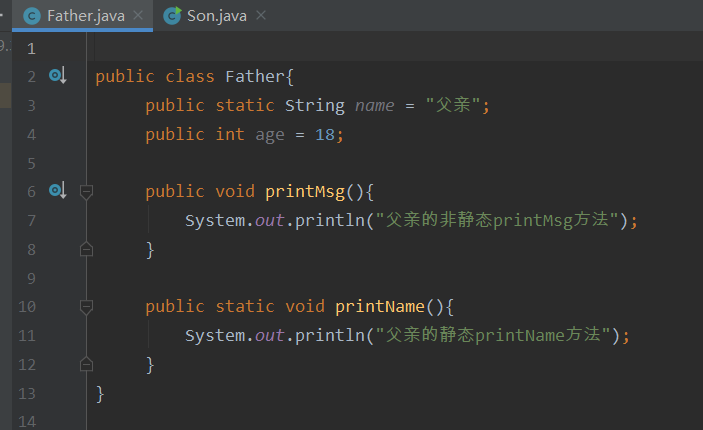 Father.java × Son.java ×
9..
1
2 public class Father{
3 public static String name = "父亲";
4 public int age = 18;
5
6 public void printMsg(){
7 System.out.println("父亲的非静态printMsg方法");
8 }
9
10 public static void printName(){
11 System.out.println("父亲的静态printName方法");
12 }
13 }
14